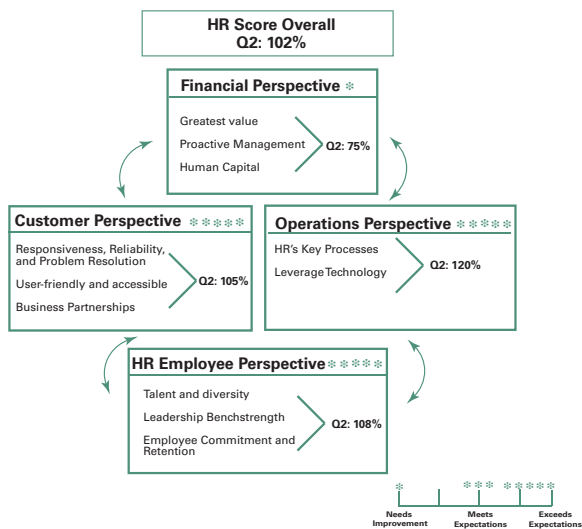 HR Score Overall
Q2: 102%
Financial Perspective *
Greatest value
Proactive Management
Human Capital
Q2: 75%
Customer Perspective * * * * *
Responsiveness, Reliability,
and Problem Resolution
User-friendly and accessible
Business Partnerships
Q2: 105%
Operations Perspective * * * * *
HR's Key Processes
Leverage Technology
Q2: 120%
HR Employee Perspective * * * * *
Talent and diversity
Leadership Benchstrength
Employee Commitment and
Retention
Q2: 108%
* * * * * * * * *
Needs
Improvement
Meets
Expectations
Exceeds
Expectations